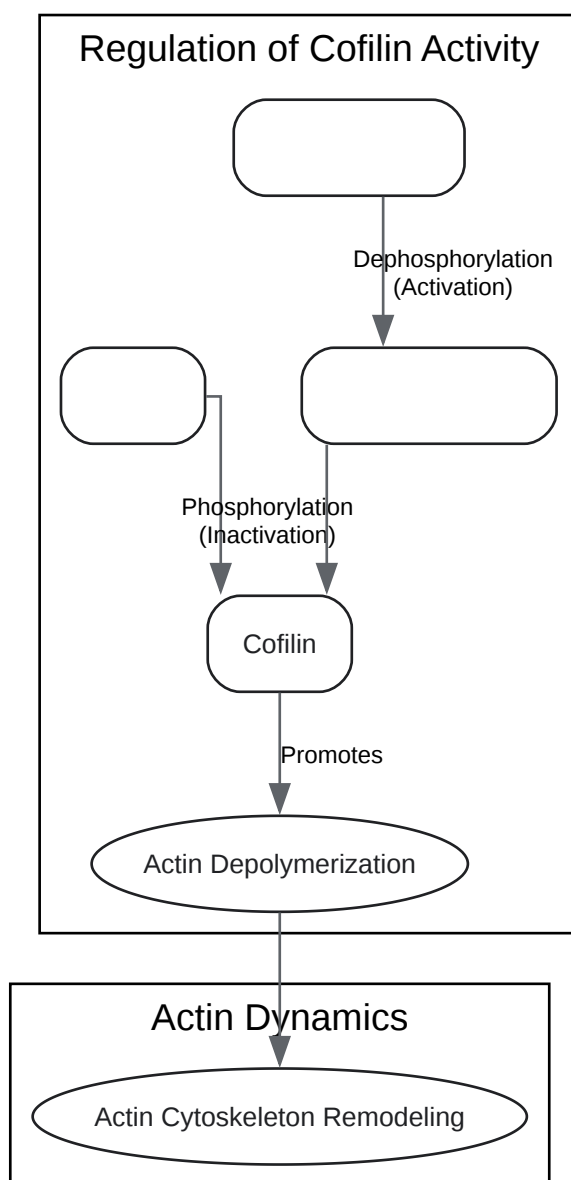 Regulation of Cofilin Activity
Dephosphorylation
(Activation)
Phosphorylation
(Inactivation)
Cofilin
Promotes
Actin Depolymerization
Actin Dynamics
Actin Cytoskeleton Remodeling